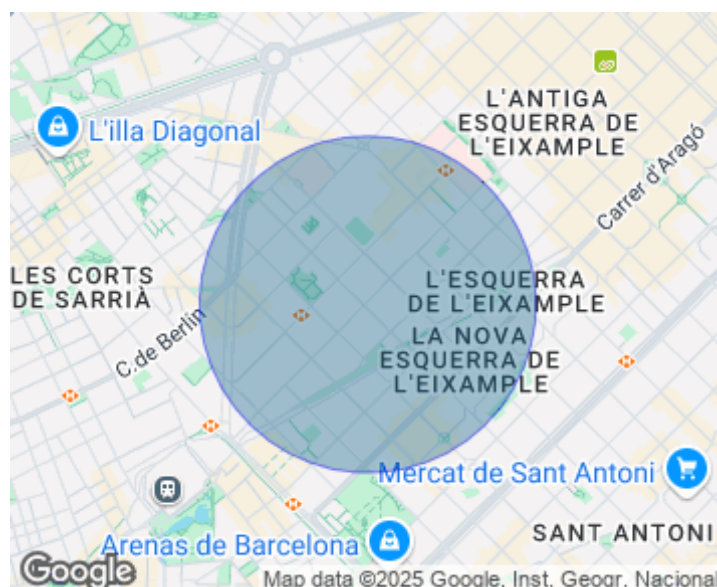 L'ANTIGA
ESQUERRA DE
L'EIXAMPLE
L'illa Diagonal
Carrer d'Aragó
LES CORTS
DE SARRIÀ
L'ESQUERRA
DE L'EIXAMPLE
C. de Berlín
LA NOVA
ESQUERRA DE
L'EIXAMPLE
Mercat de Sant Antoni
Arenas de Barcelona
SANT ANTONI
Google
Map data ©2025 Google, Inst. Geogr. Nacional